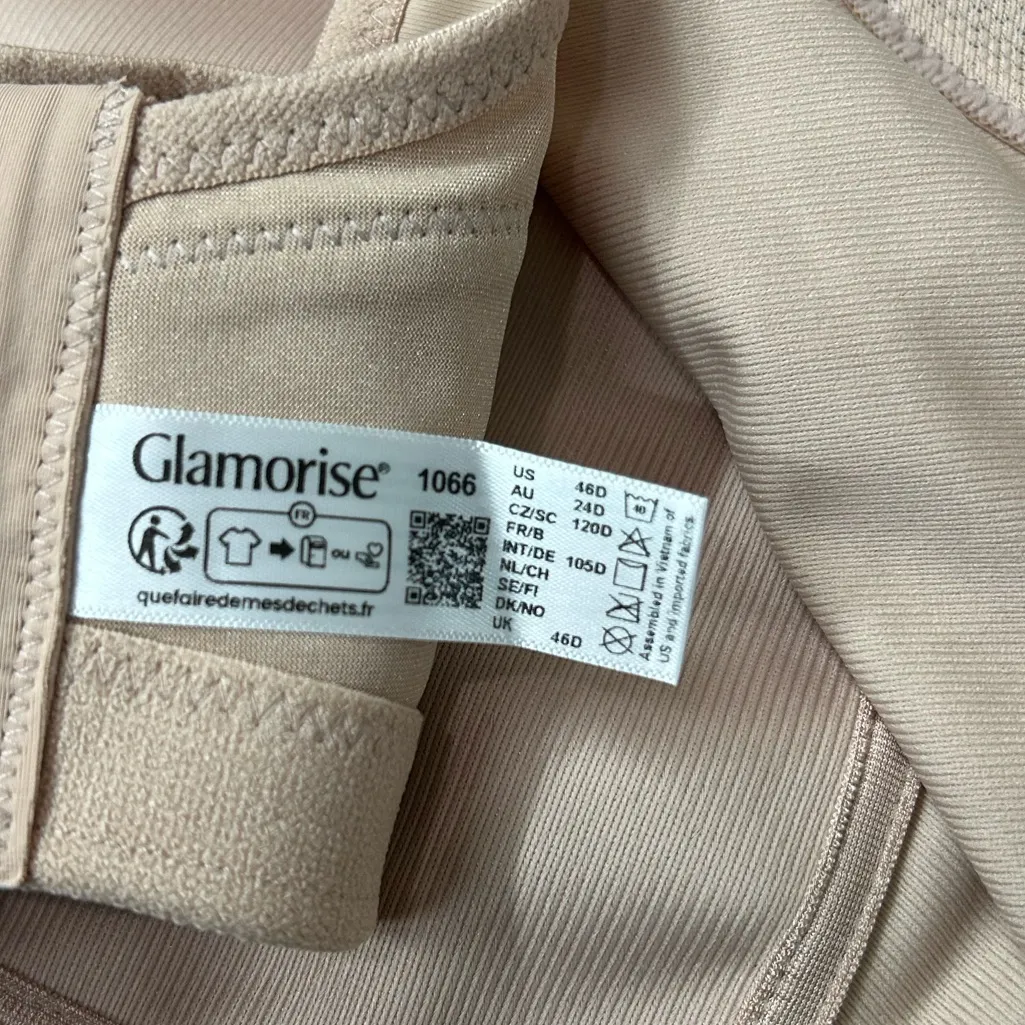 Glamorise® 1066
FR
ou
quefairedemesdechets.fr
US 46D
AU 24D
CZ/SC 120D
FR/B
INT/DE 105D
NL/CH
SE/FI
DK/NO
UK 46D
40
Assembled in Vietnam of
US and imported fabrics.